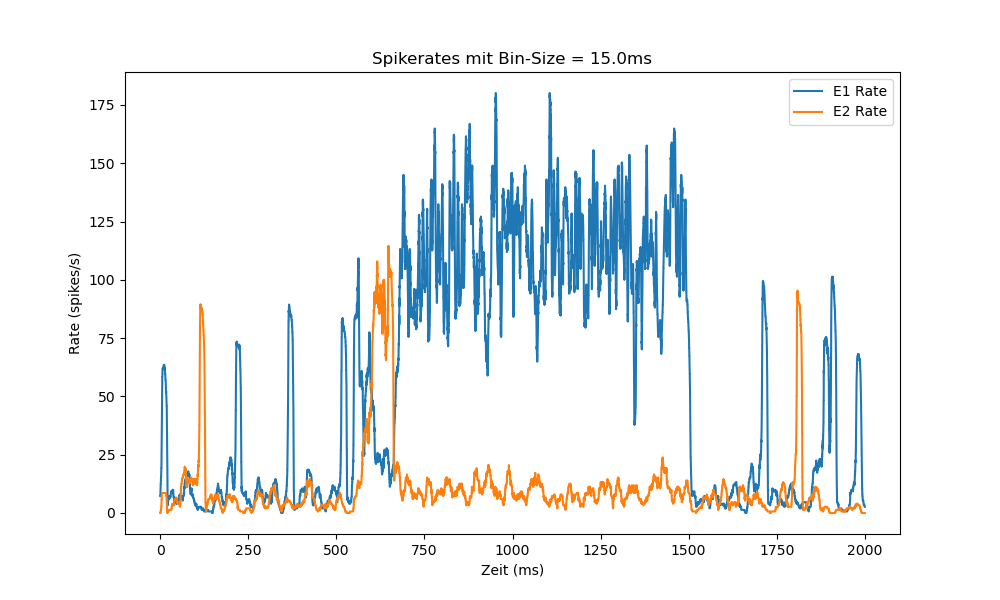 Spikerates mit Bin-Size = 15.0ms
E1 Rate
E2 Rate
175
150
125
100
75
50
25
0
Rate (spikes/s)
0 250 500 750 1000 1250 1500 1750 2000
Zeit (ms)